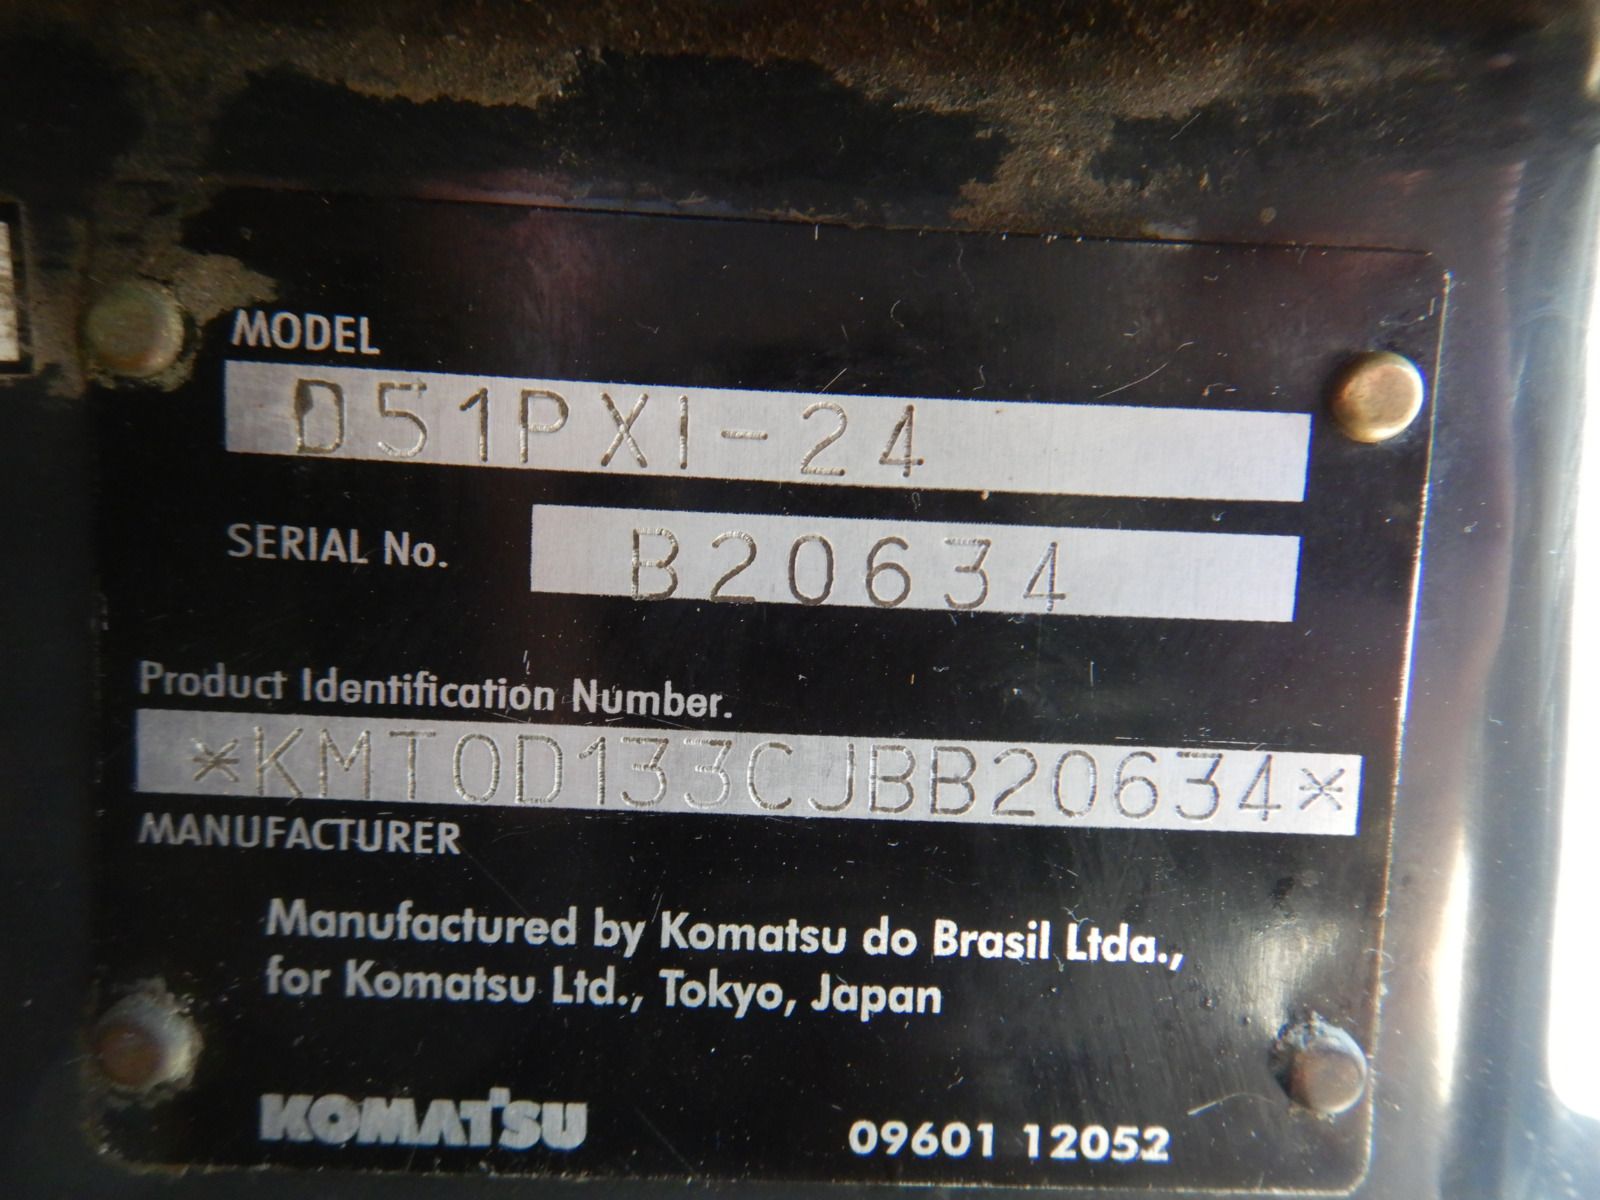 MODEL
D51PXI-24
SERIAL No. B20634
Product Identification Number.
*KMT0D133CJBB20634*
MANUFACTURER
Manufactured by Komatsu do Brasil Ltda.,
for Komatsu Ltd., Tokyo, Japan
KOMATSU 09601 12052